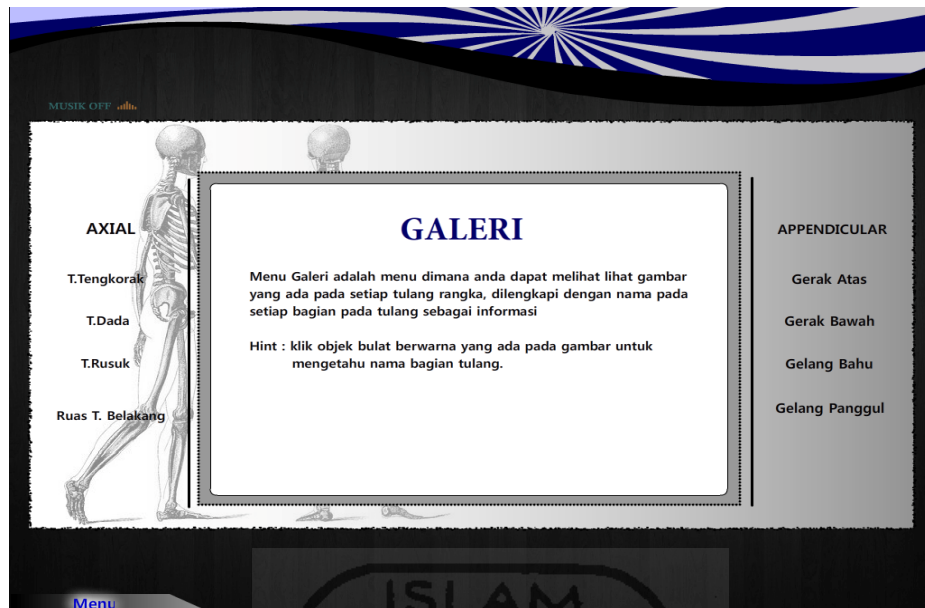 MUSIK OFF
AXIAL
T.Tengkorak
T.Dada
T.Rusuk
Ruas T. Belakang
GALERI
Menu Galeri adalah menu dimana anda dapat melihat lihat gambar
yang ada pada setiap tulang rangka, dilengkapi dengan nama pada
setiap bagian pada tulang sebagai informasi
Hint : klik objek bulat berwarna yang ada pada gambar untuk
mengetahu nama bagian tulang.
APPENDICULAR
Gerak Atas
Gerak Bawah
Gelang Bahu
Gelang Panggul
ISLAM
Menu